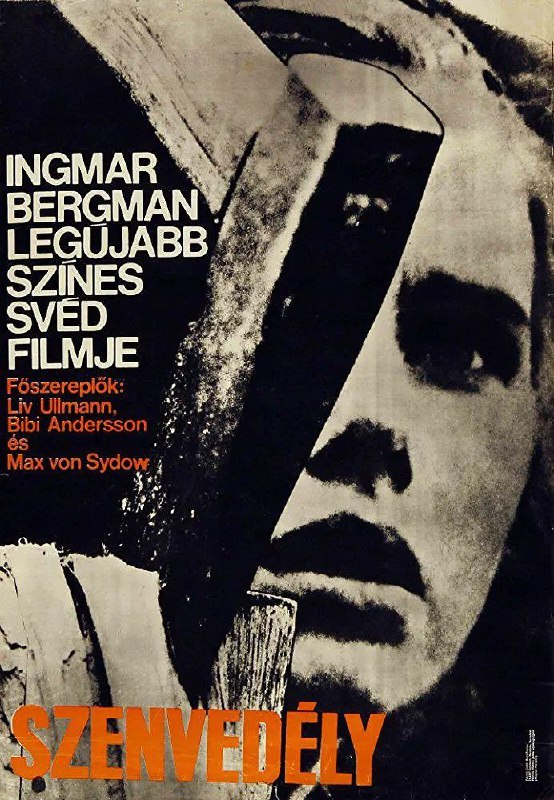 INGMAR
BERGMAN
LEGÚJABB
SZÍNES
SVÉD
FILMJE
Főszereplők:
Liv Ullmann,
Bibi Andersson
és
Max von Sydow
SZENVEDÉLY